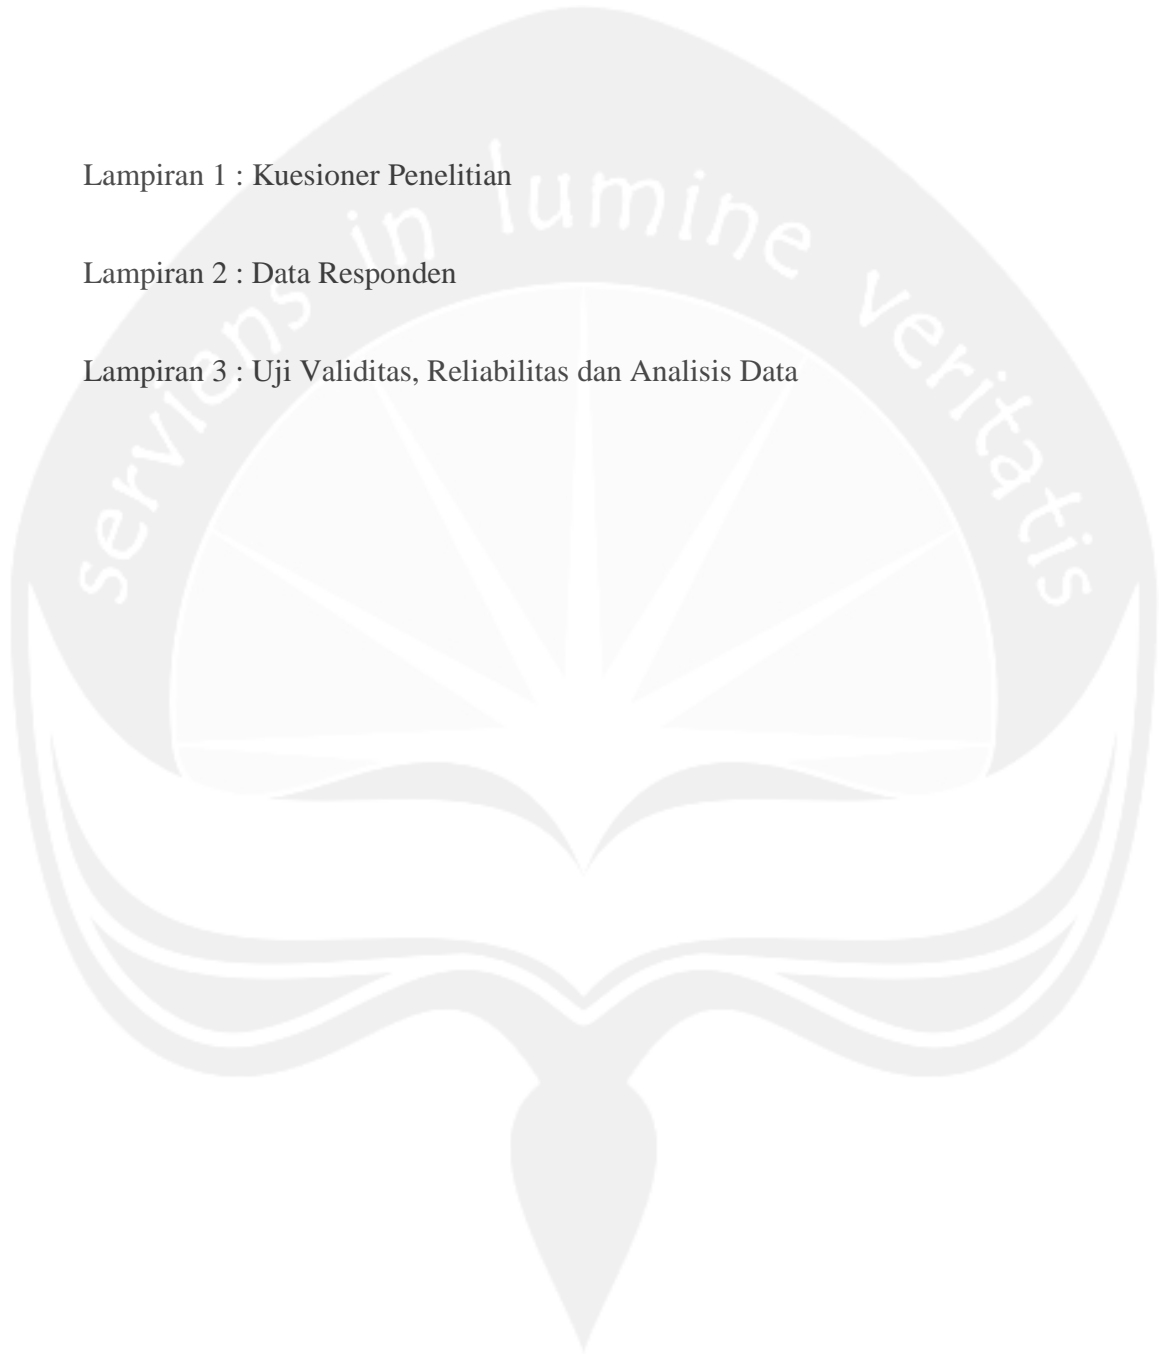 Lampiran 1 : Kuesioner Penelitian
Lampiran 2 : Data Responden
Lampiran 3 : Uji Validitas, Reliabilitas dan Analisis Data
serviens in lumine veritatis